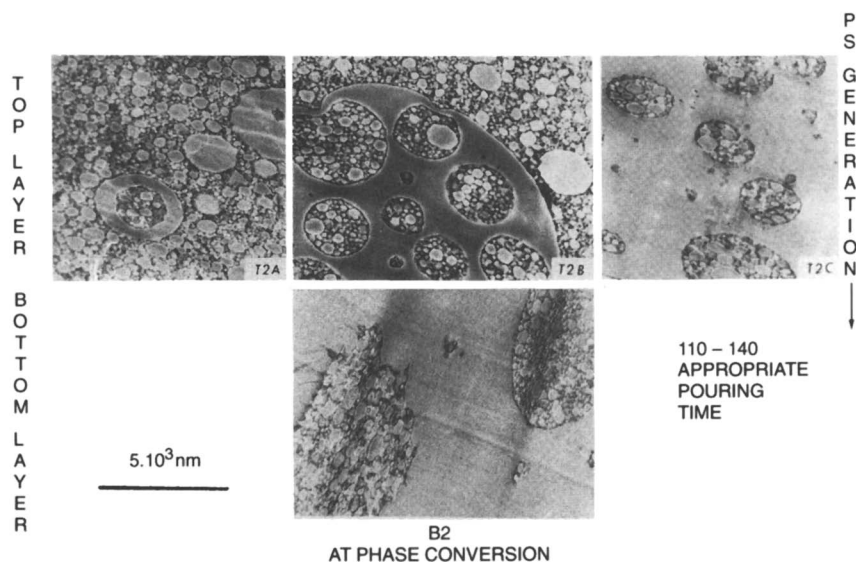 TOP LAYER
BOTTOM LAYER
PS GENERATION
T2A
T2B
T2C
110 – 140
APPROPRIATE
POURING
TIME
5.10³nm
B2
AT PHASE CONVERSION